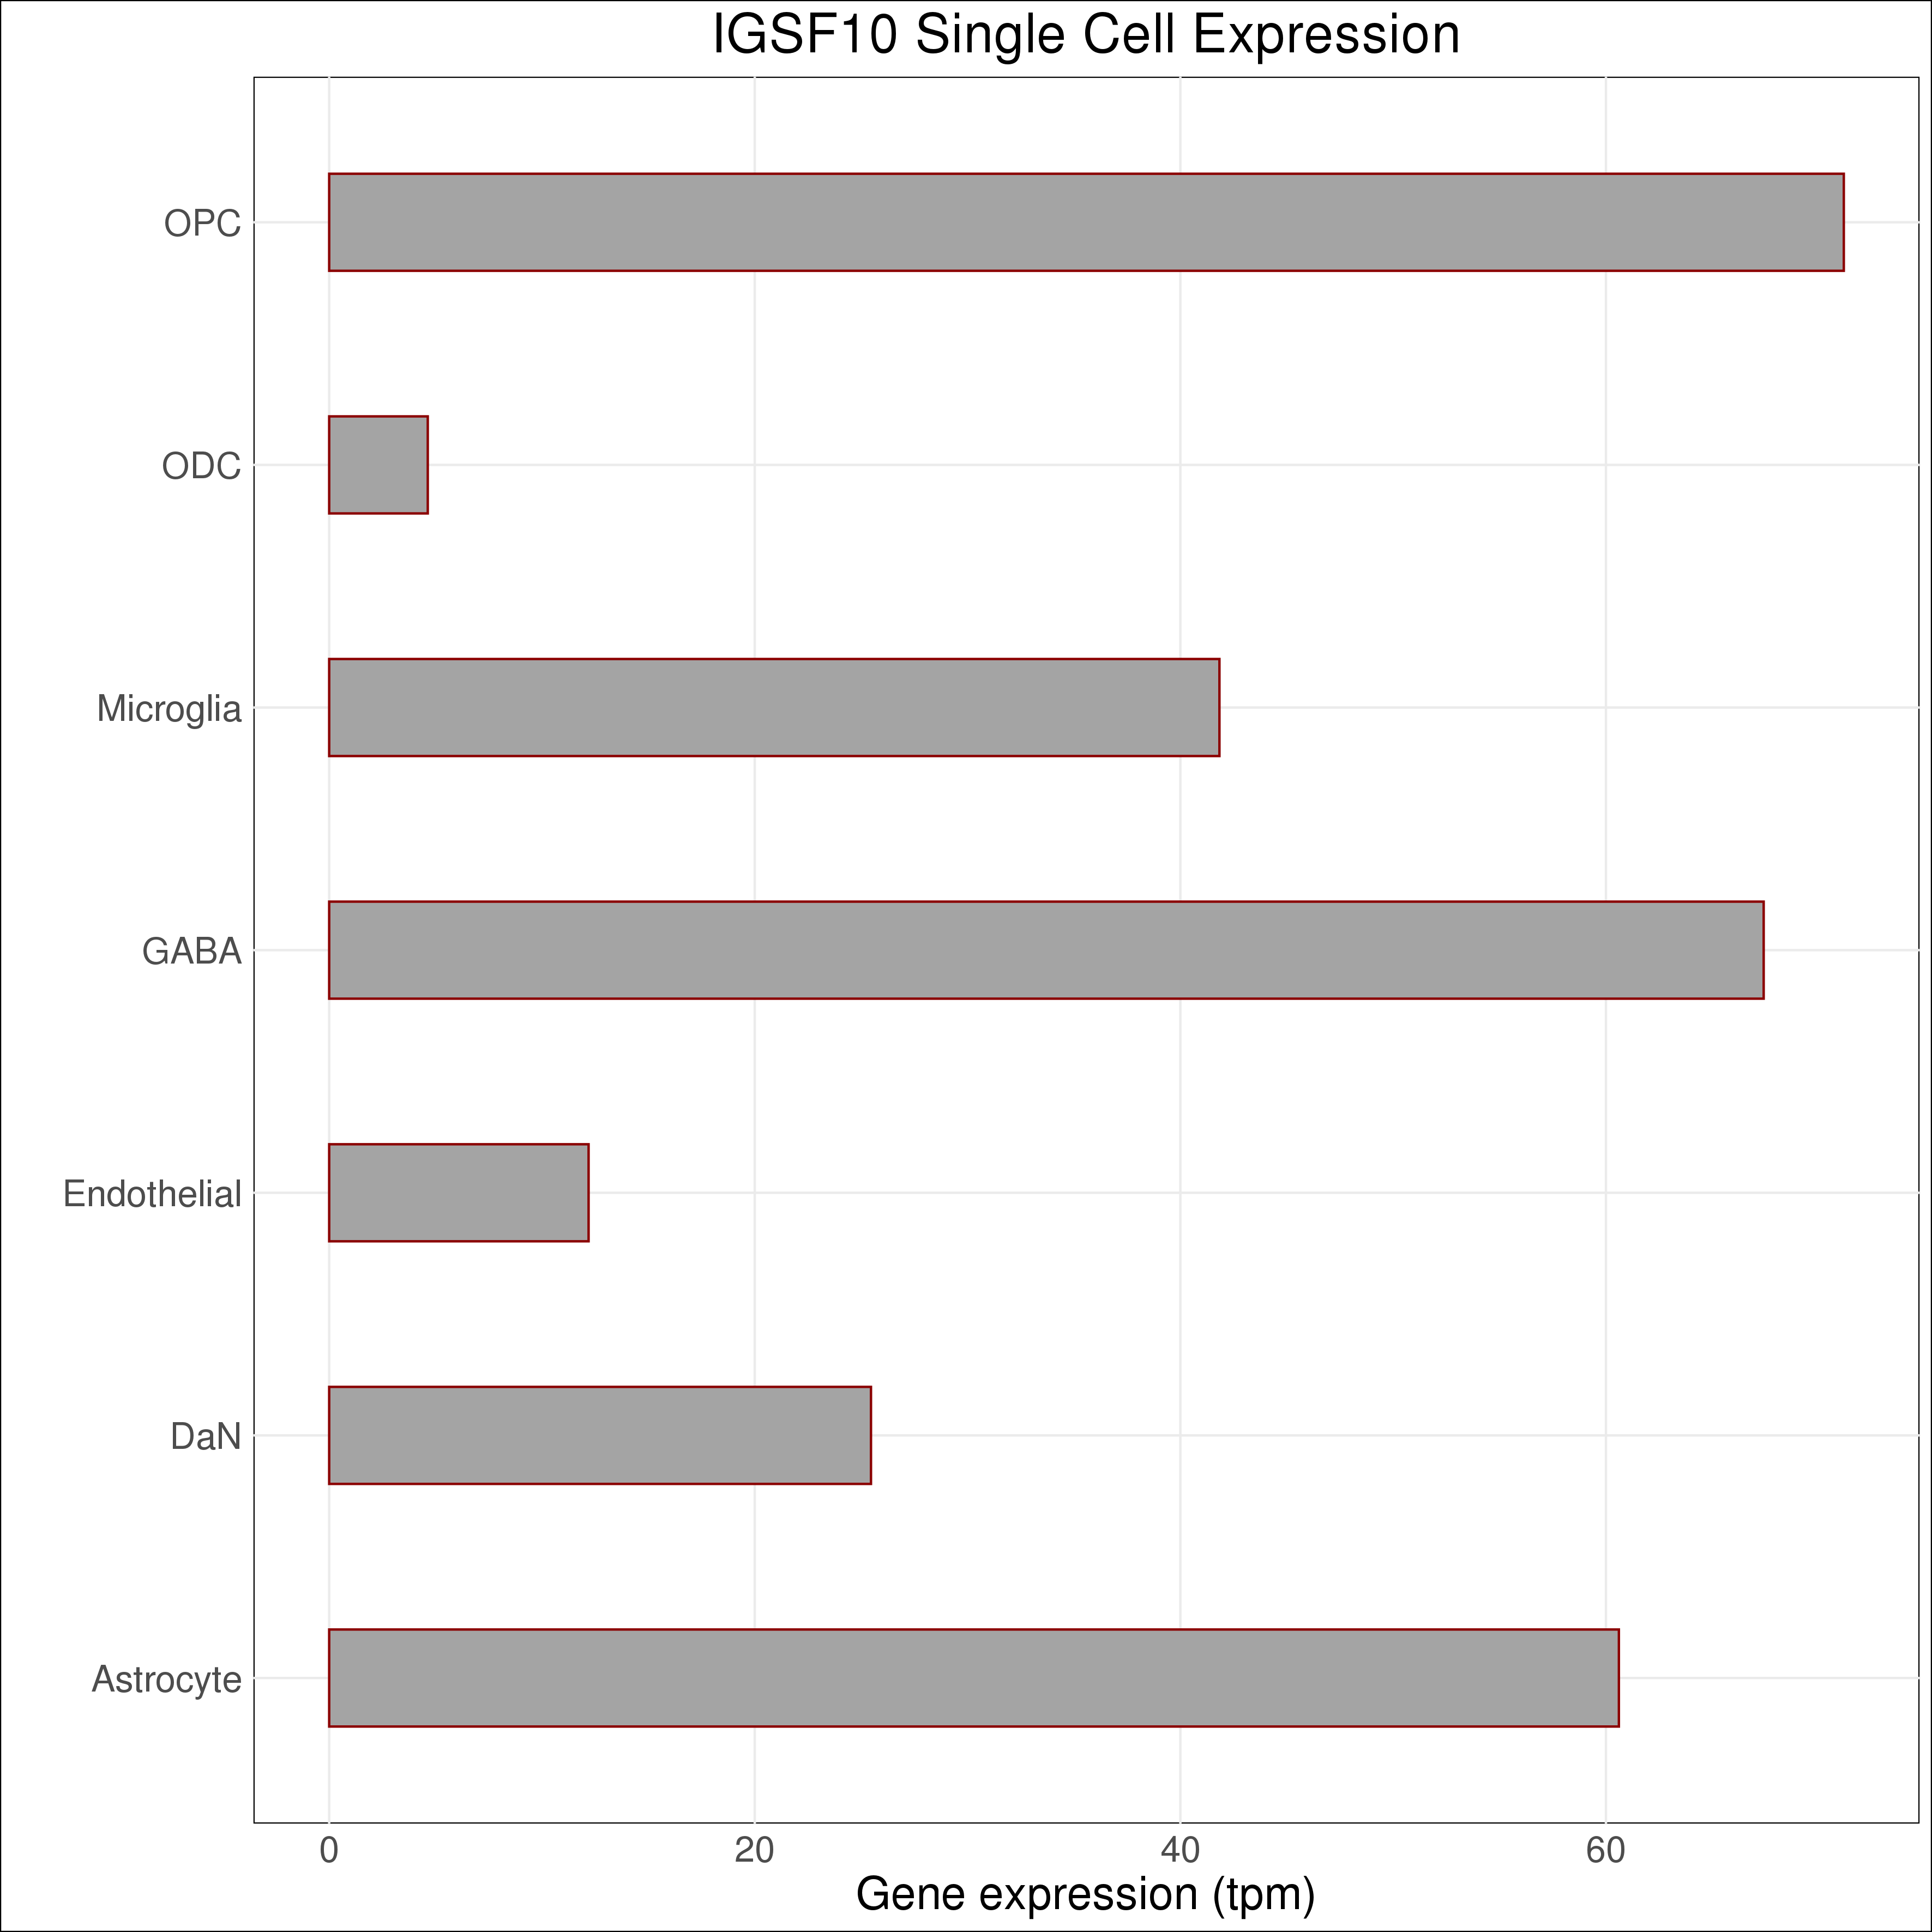 IGSF10 Single Cell Expression
OPC
ODC
Microglia
GABA
Endothelial
DaN
Astrocyte
0 20 40 60
Gene expression (tpm)